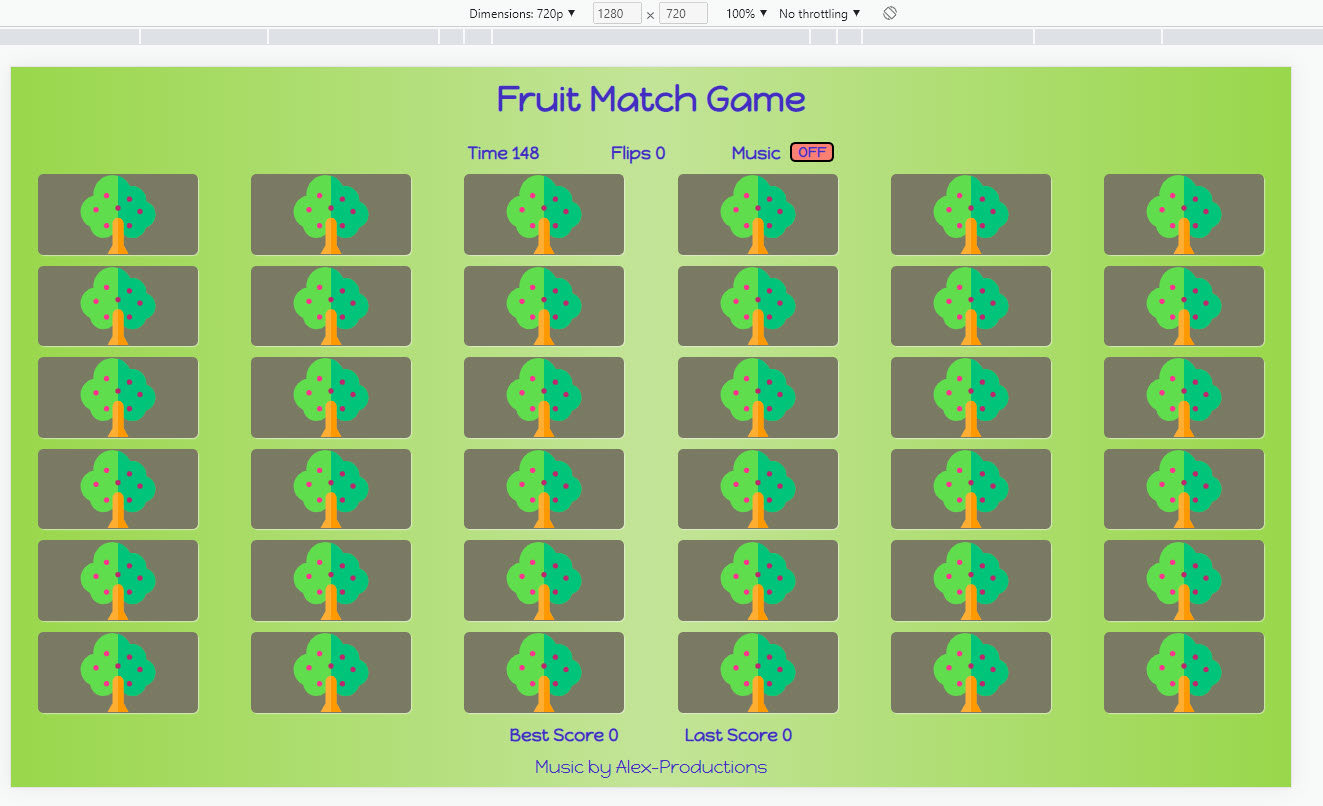 Dimensions: 720p 1280 × 720 100% No throttling
Fruit Match Game
Time 148 Flips 0 Music OFF
Best Score 0 Last Score 0
Music by Alex-Productions